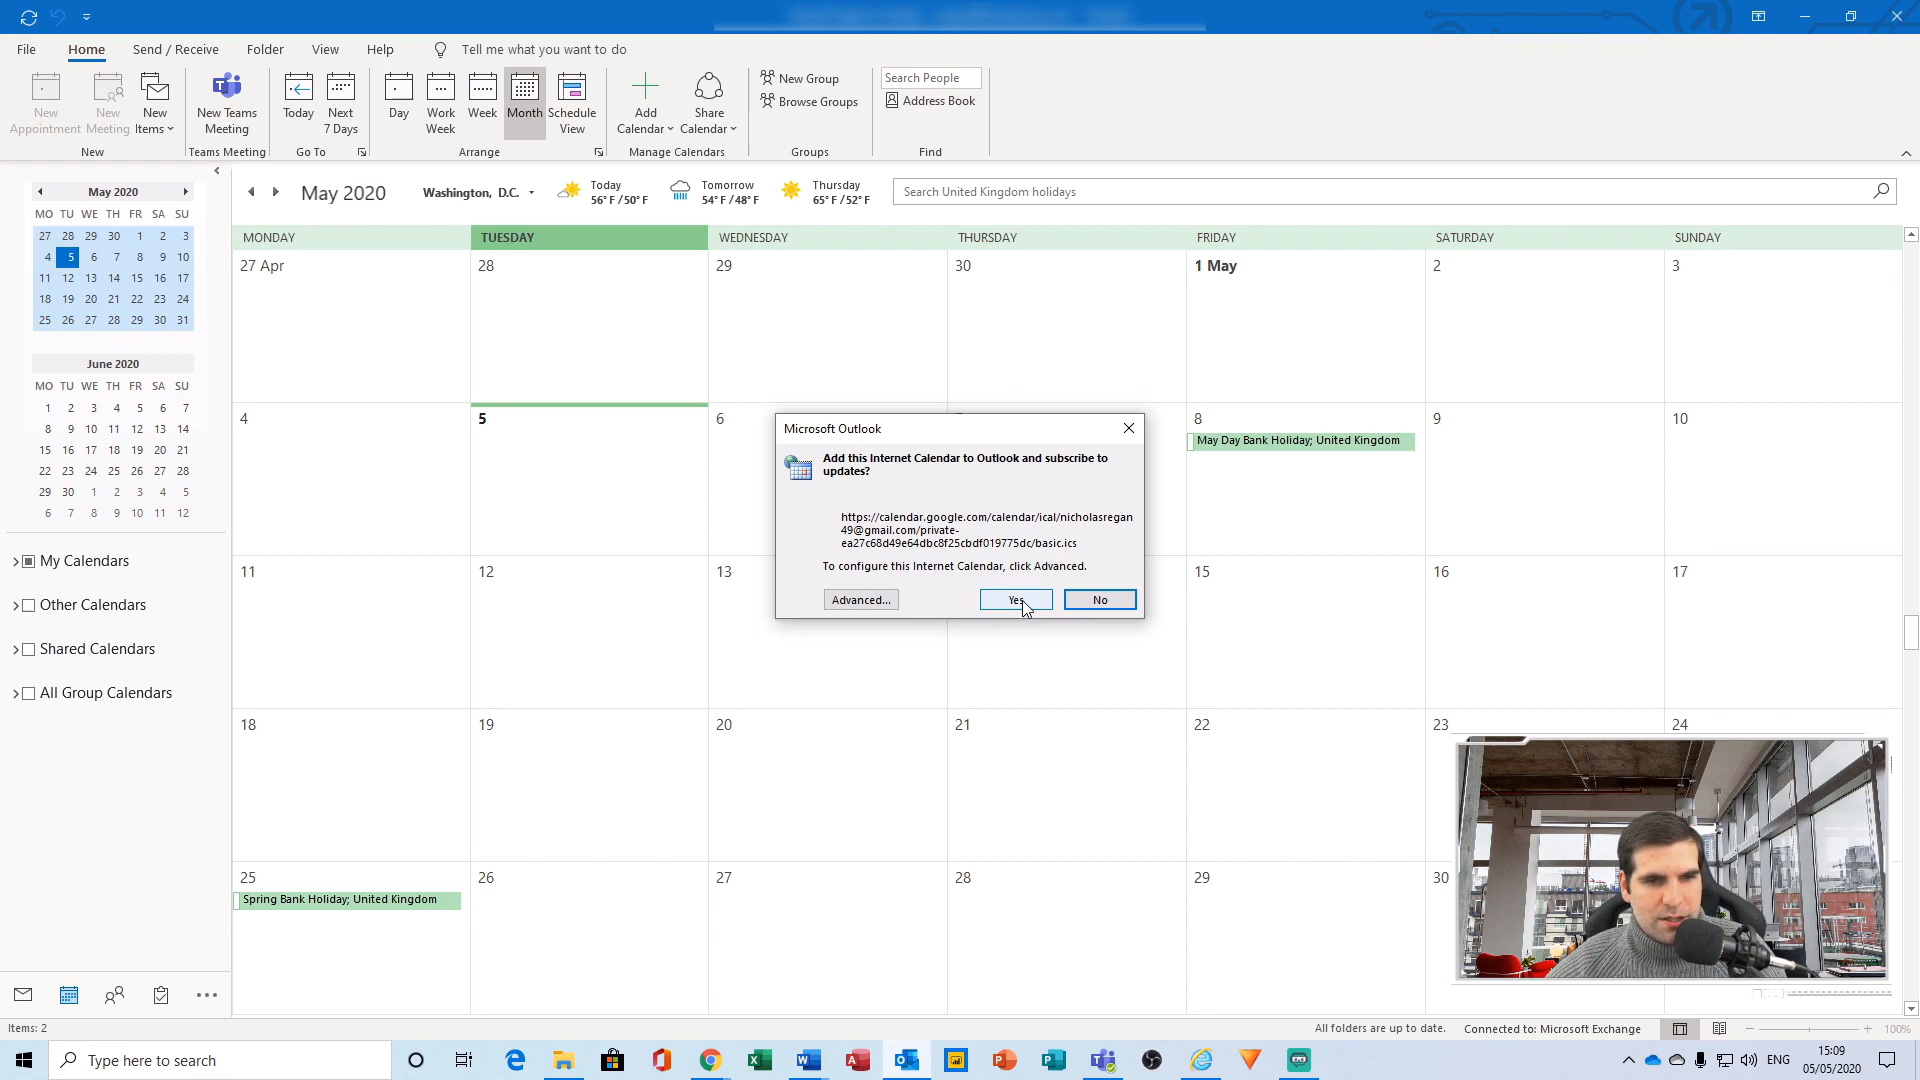 File Home Send / Receive Folder View Help Tell me what you want to do
New Appointment
New Meeting
New Items
New Teams Meeting
Today
Next 7 Days
Day
Work Week
Week
Month
Schedule View
Add Calendar
Share Calendar
New Group
Browse Groups
Search People
Address Book
New
Teams Meeting
Go To
Arrange
Manage Calendars
Groups
Find
May 2020
MO TU WE TH FR SA SU
27 28 29 30 1 2 3
4 5 6 7 8 9 10
11 12 13 14 15 16 17
18 19 20 21 22 23 24
25 26 27 28 29 30 31
June 2020
MO TU WE TH FR SA SU
1 2 3 4 5 6 7
8 9 10 11 12 13 14
15 16 17 18 19 20 21
22 23 24 25 26 27 28
29 30 1 2 3 4 5
6 7 8 9 10 11 12
My Calendars
Other Calendars
Shared Calendars
All Group Calendars
May 2020
Washington, D.C.
Today
56° F / 50° F
Tomorrow
54° F / 48° F
Thursday
65° F / 52° F
Search United Kingdom holidays
MONDAY TUESDAY WEDNESDAY THURSDAY FRIDAY SATURDAY SUNDAY
27 Apr 28 29 30 1 May 2 3
4 5 6 8 9 10
May Day Bank Holiday; United Kingdom
11 12 13 15 16 17
18 19 20 21 22 23 24
25 26 27 28 29 30
Spring Bank Holiday; United Kingdom
Microsoft Outlook
Add this Internet Calendar to Outlook and subscribe to
updates?
https://calendar.google.com/calendar/ical/nicholasregan
49@gmail.com/private-
ea27c68d49e64dbc8f25cbdf019775dc/basic.ics
To configure this Internet Calendar, click Advanced.
Advanced... Yes No
Items: 2
All folders are up to date. Connected to: Microsoft Exchange
100%
Type here to search
ENG
15:09
05/05/2020